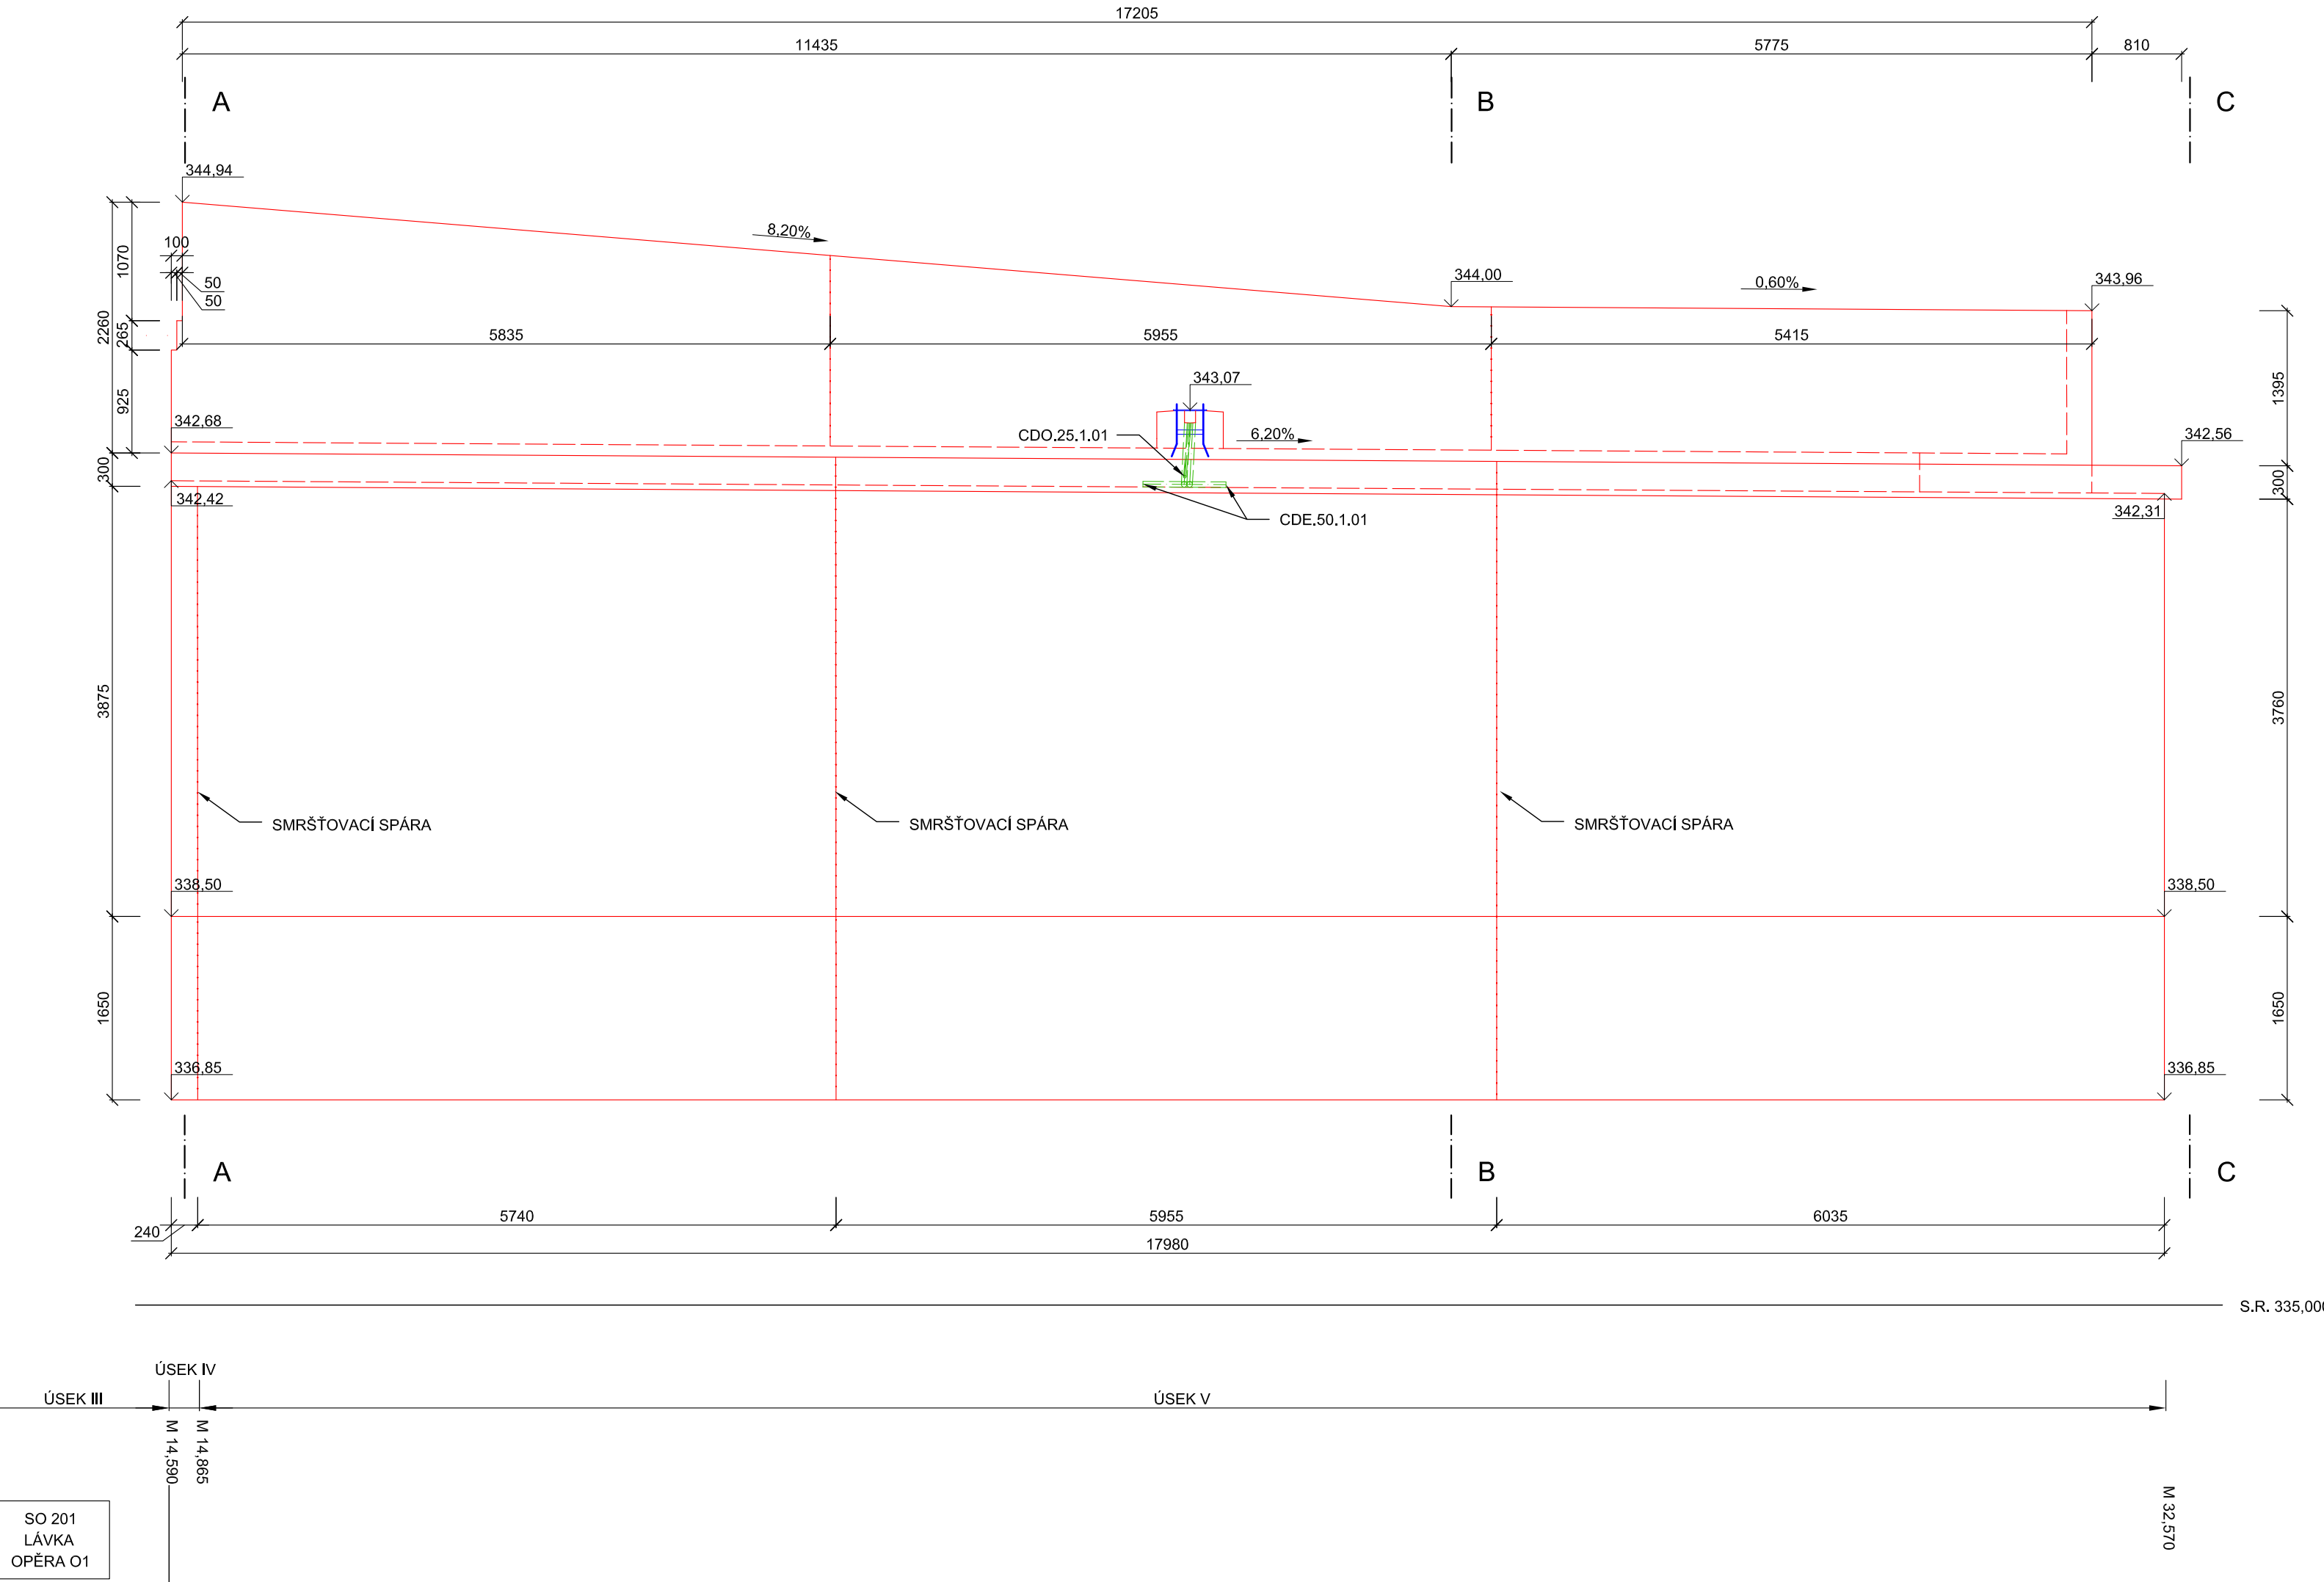 17205
11435
5775
810
A
B
C
344,94
8,20%
344,00
0,60%
343,96
100
50
50
1070
2260
265
925
5835
5955
5415
1395
343,07
342,68
CDO.25.1.01
6,20%
342,56
300
300
342,42
CDE.50.1.01
342,31
3875
3760
SMRŠŤOVACÍ SPÁRA
SMRŠŤOVACÍ SPÁRA
SMRŠŤOVACÍ SPÁRA
338,50
338,50
1650
1650
336,85
336,85
A
B
C
240
5740
5955
6035
17980
S.R. 335,000
ÚSEK IV
ÚSEK III
ÚSEK V
M 14,590
M 14,865
M 32,570
SO 201
LÁVKA
OPĚRA O1